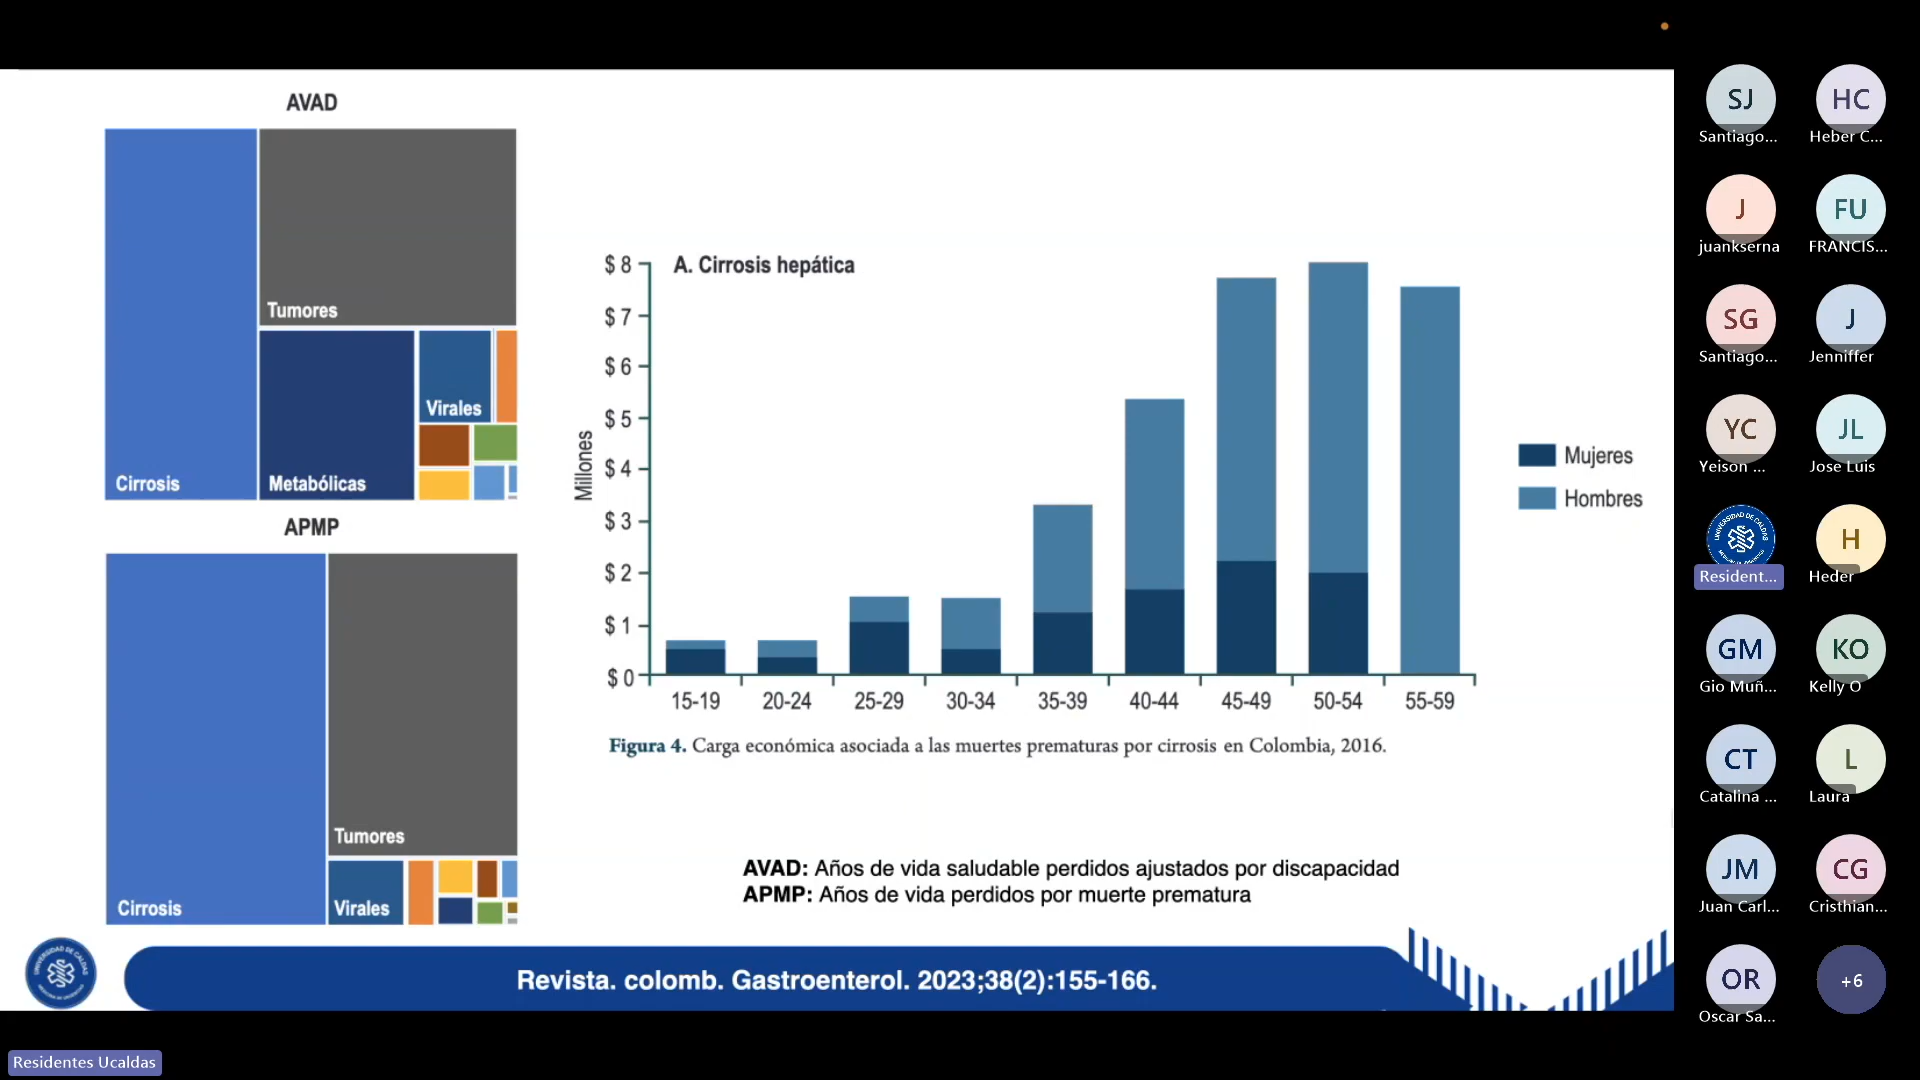 AVAD
Tumores
Virales
Cirrosis
Metabólicas
APMP
Tumores
Cirrosis
Virales
A. Cirrosis hepática
Millones
$ 8
$ 7
$ 6
$ 5
$ 4
$ 3
$ 2
$ 1
$ 0
15-19 20-24 25-29 30-34 35-39 40-44 45-49 50-54 55-59
Mujeres
Hombres
Figura 4. Carga económica asociada a las muertes prematuras por cirrosis en Colombia, 2016.
AVAD: Años de vida saludable perdidos ajustados por discapacidad
APMP: Años de vida perdidos por muerte prematura
UNIVERSIDAD DE CALDAS
Revista. colomb. Gastroenterol. 2023;38(2):155-166.
SJ HC
Santiago... Heber C...
J FU
juankserna FRANCIS...
SG J
Santiago... Jenniffer
YC JL
Yeison ... Jose Luis
UNIVERSIDAD DE CALDAS
H
Resident... Heder
GM KO
Gio Muñ... Kelly O
CT L
Catalina ... Laura
JM CG
Juan Carl... Cristhian...
OR +6
Oscar Sa...
Residentes Ucaldas